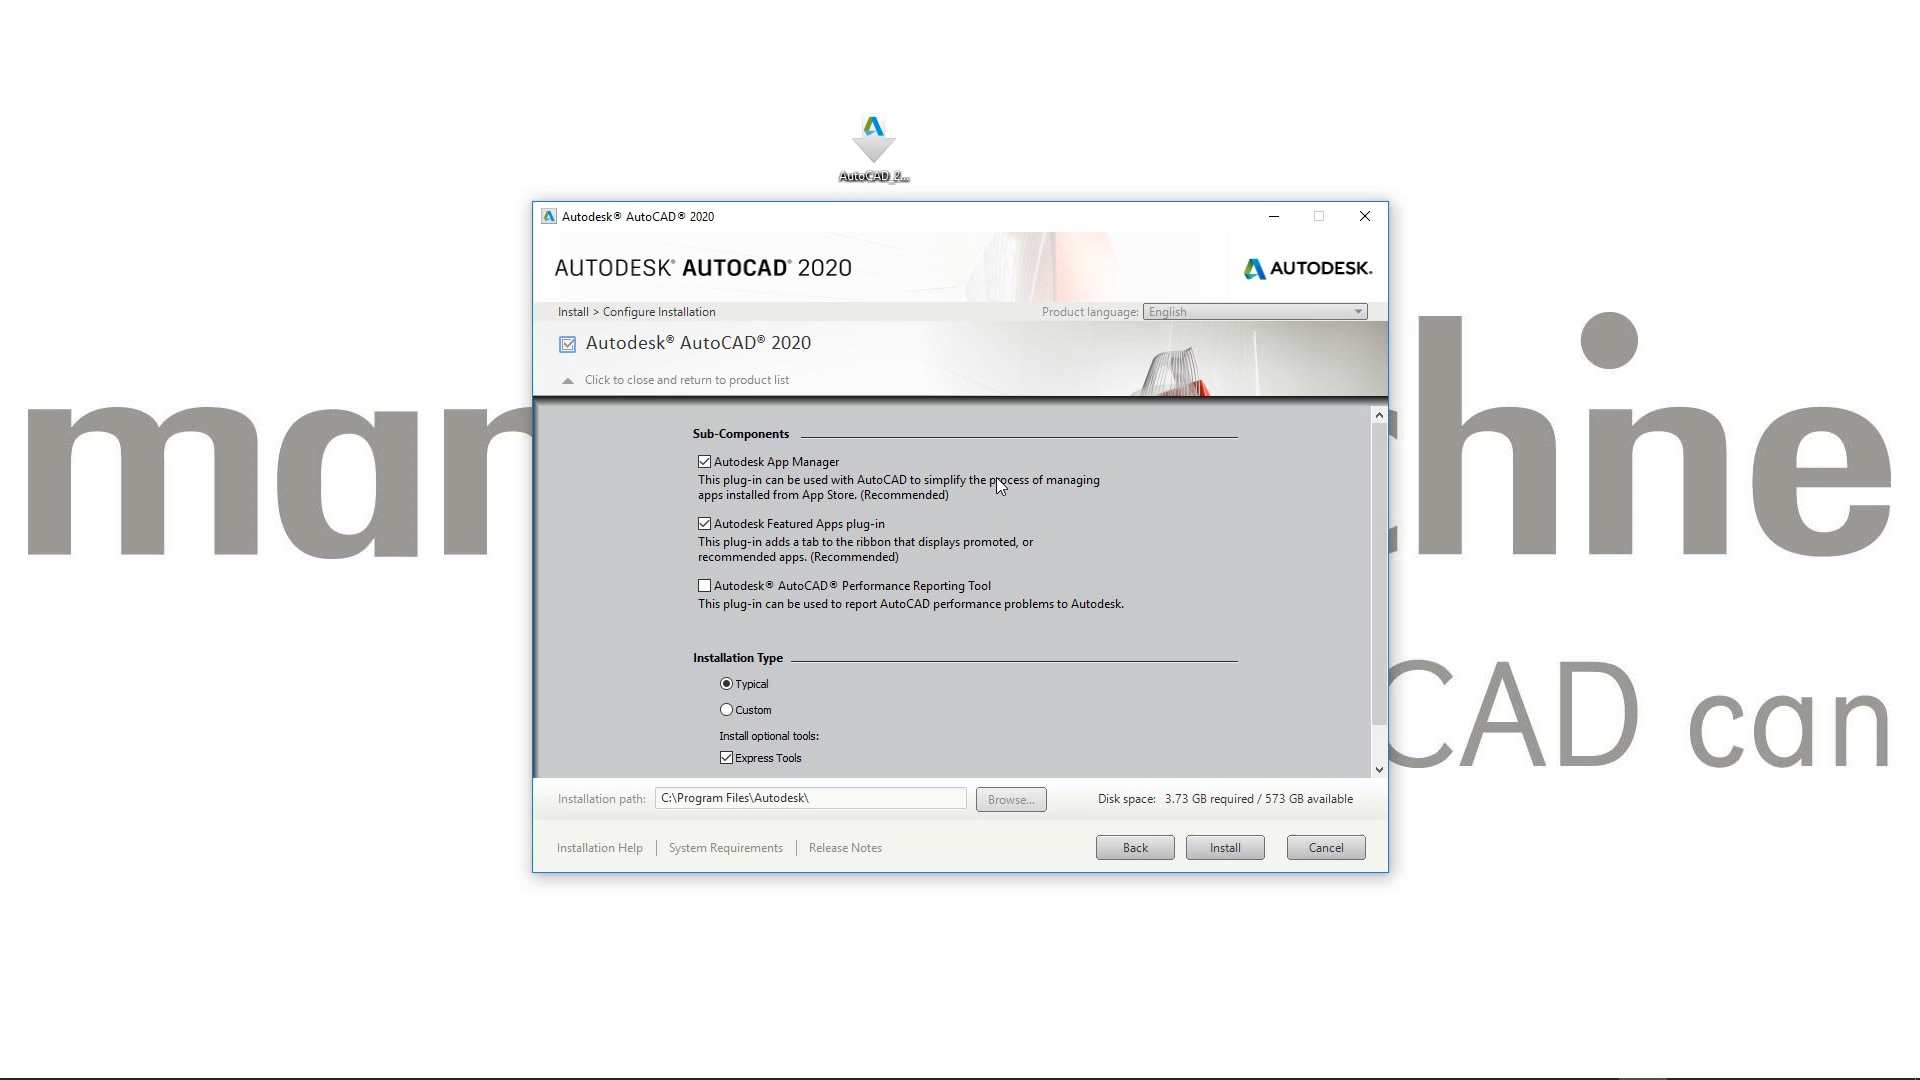 AutoCAD_2...
Autodesk® AutoCAD® 2020
AUTODESK® AUTOCAD® 2020
AUTODESK.
Install > Configure Installation
Product language: English
Autodesk® AutoCAD® 2020
Click to close and return to product list
Sub-Components
Autodesk App Manager
This plug-in can be used with AutoCAD to simplify the process of managing
apps installed from App Store. (Recommended)
Autodesk Featured Apps plug-in
This plug-in adds a tab to the ribbon that displays promoted, or
recommended apps. (Recommended)
Autodesk® AutoCAD® Performance Reporting Tool
This plug-in can be used to report AutoCAD performance problems to Autodesk.
Installation Type
Typical
Custom
Install optional tools:
Express Tools
Installation path: C:\Program Files\Autodesk\ Browse... Disk space: 3.73 GB required / 573 GB available
Installation Help System Requirements Release Notes Back Install Cancel
CAD can